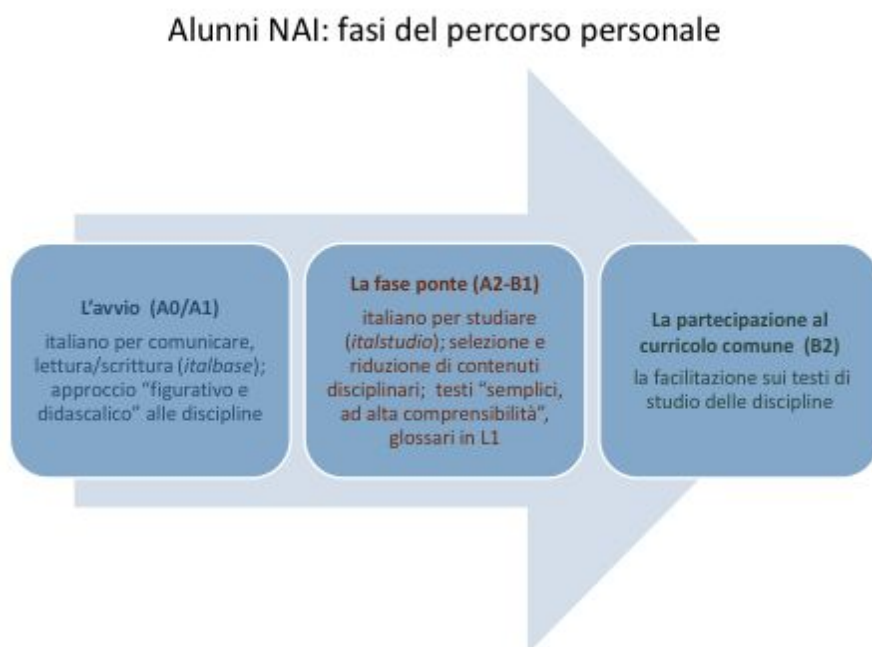 Alunni NAI: fasi del percorso personale
L'avvio (A0/A1)
italiano per comunicare,
lettura/scrittura (italbase);
approccio "figurativo e
didascalico" alle discipline
La fase ponte (A2-B1)
italiano per studiare
(italstudio); selezione e
riduzione di contenuti
disciplinari; testi "semplici,
ad alta comprensibilità",
glossari in L1
La partecipazione al
curricolo comune (B2)
la facilitazione sui testi di
studio delle discipline